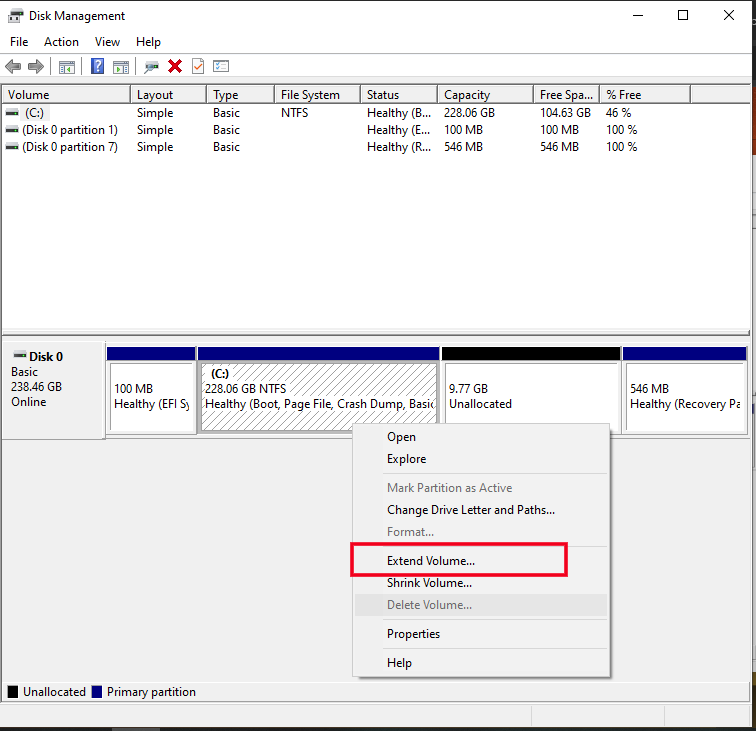 Disk Management
File Action View Help
Volume Layout Type File System Status Capacity Free Spa... % Free
(C:) Simple Basic NTFS Healthy (B... 228.06 GB 104.63 GB 46 %
(Disk 0 partition 1) Simple Basic Healthy (E... 100 MB 100 MB 100 %
(Disk 0 partition 7) Simple Basic Healthy (R... 546 MB 546 MB 100 %
Disk 0
Basic
238.46 GB
Online
100 MB
Healthy (EFI Sy
(C:)
228.06 GB NTFS
Healthy (Boot, Page File, Crash Dump, Basic
9.77 GB
Unallocated
546 MB
Healthy (Recovery Pa
Open
Explore
Mark Partition as Active
Change Drive Letter and Paths...
Format...
Extend Volume...
Shrink Volume...
Delete Volume...
Properties
Help
Unallocated Primary partition